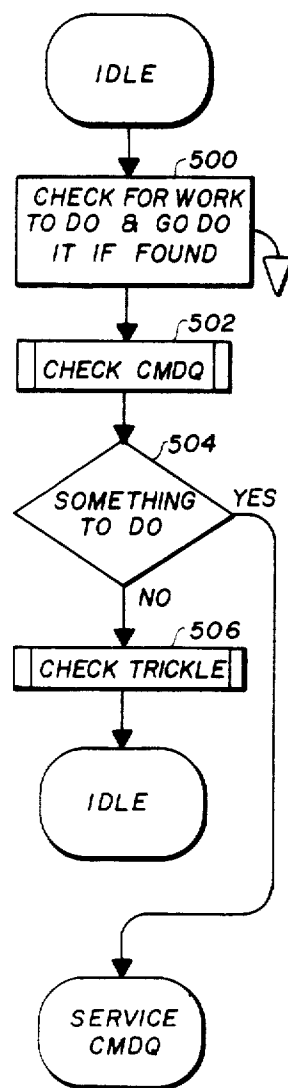 IDLE
500
CHECK FOR WORK
TO DO & GO DO
IT IF FOUND
502
CHECK CMDQ
504
SOMETHING
TO DO
YES
NO
506
CHECK TRICKLE
IDLE
SERVICE
CMDQ